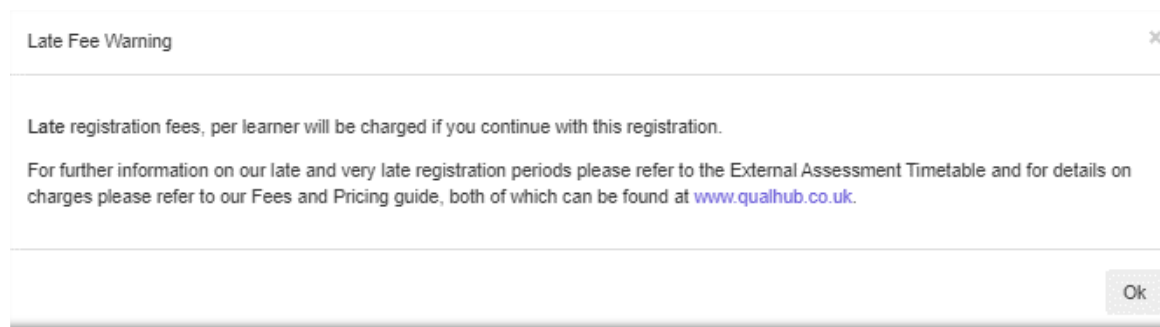 Late Fee Warning
×
Late registration fees, per learner will be charged if you continue with this registration.
For further information on our late and very late registration periods please refer to the External Assessment Timetable and for details on
charges please refer to our Fees and Pricing guide, both of which can be found at www.qualhub.co.uk.
Ok